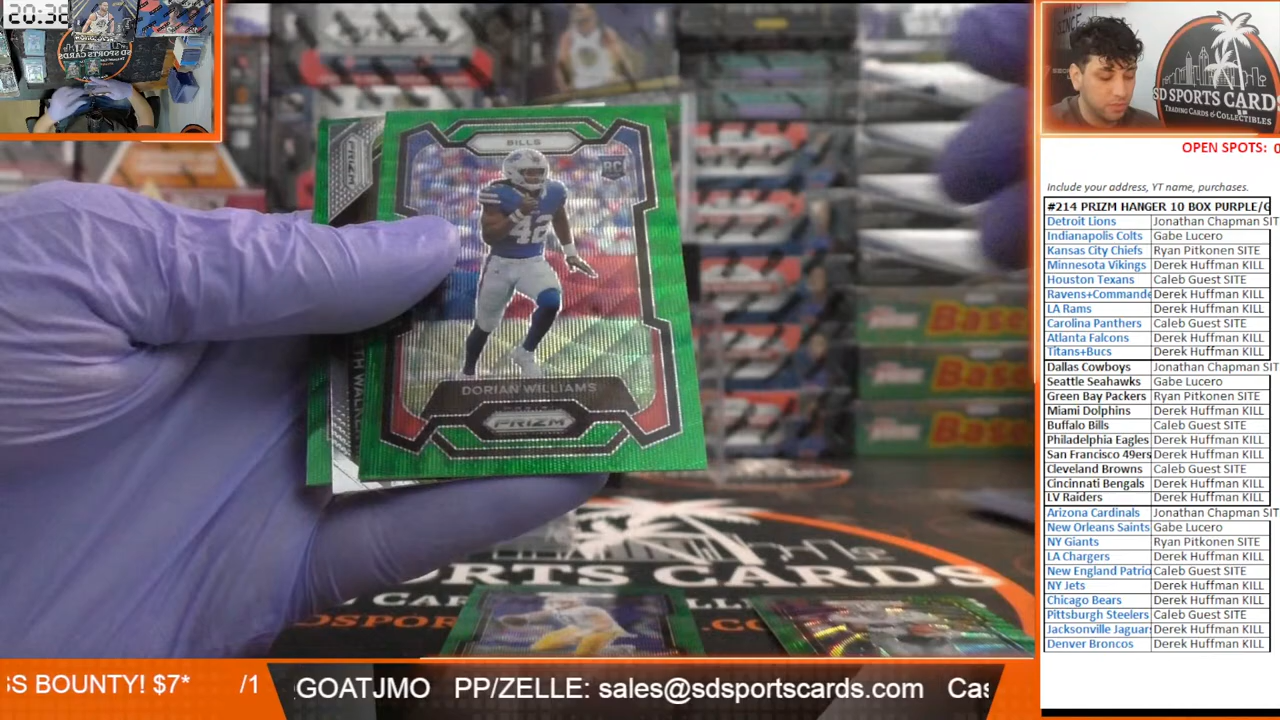 20:38
BILLS
RC
42
DORIAN WILLIAMS
PRIZM
PRIZM
TH WALKER
Base
Base
Base
RTS CARDS
SD SPORTS CARDS
TRADING CARDS & COLLECTIBLES
OPEN SPOTS: 0
Include your address, YT name, purchases.
#214 PRIZM HANGER 10 BOX PURPLE/G
Detroit Lions Jonathan Chapman SIT
Indianapolis Colts Gabe Lucero
Kansas City Chiefs Ryan Pitkonen SITE
Minnesota Vikings Derek Huffman KILL
Houston Texans Caleb Guest SITE
Ravens+Commande Derek Huffman KILL
LA Rams Derek Huffman KILL
Carolina Panthers Caleb Guest SITE
Atlanta Falcons Derek Huffman KILL
Titans+Bucs Derek Huffman KILL
Dallas Cowboys Jonathan Chapman SIT
Seattle Seahawks Gabe Lucero
Green Bay Packers Ryan Pitkonen SITE
Miami Dolphins Derek Huffman KILL
Buffalo Bills Caleb Guest SITE
Philadelphia Eagles Derek Huffman KILL
San Francisco 49ers Derek Huffman KILL
Cleveland Browns Caleb Guest SITE
Cincinnati Bengals Derek Huffman KILL
LV Raiders Derek Huffman KILL
Arizona Cardinals Jonathan Chapman SIT
New Orleans Saints Gabe Lucero
NY Giants Ryan Pitkonen SITE
LA Chargers Derek Huffman KILL
New England Patrio Caleb Guest SITE
NY Jets Derek Huffman KILL
Chicago Bears Derek Huffman KILL
Pittsburgh Steelers Caleb Guest SITE
Jacksonville Jaguar Derek Huffman KILL
Denver Broncos Derek Huffman KILL
SS BOUNTY! $7* /1 GOATJMO PP/ZELLE: sales@sdsportscards.com Cas